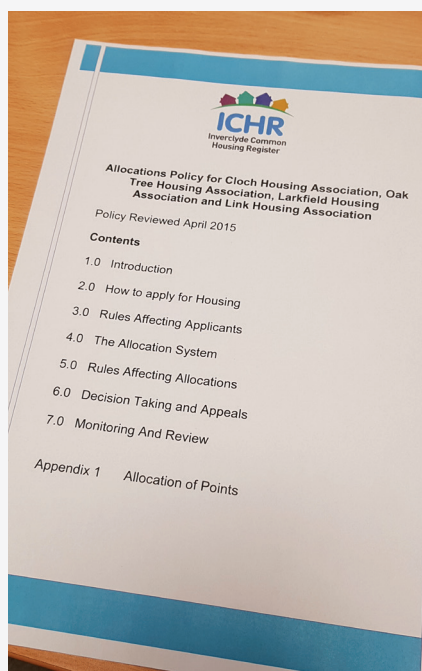 ICHR
Inverclyde Common
Housing Register
Allocations Policy for Cloch Housing Association, Oak
Tree Housing Association, Larkfield Housing
Association and Link Housing Association
Policy Reviewed April 2015
Contents
1.0 Introduction
2.0 How to apply for Housing
3.0 Rules Affecting Applicants
4.0 The Allocation System
5.0 Rules Affecting Allocations
6.0 Decision Taking and Appeals
7.0 Monitoring And Review
Appendix 1 Allocation of Points